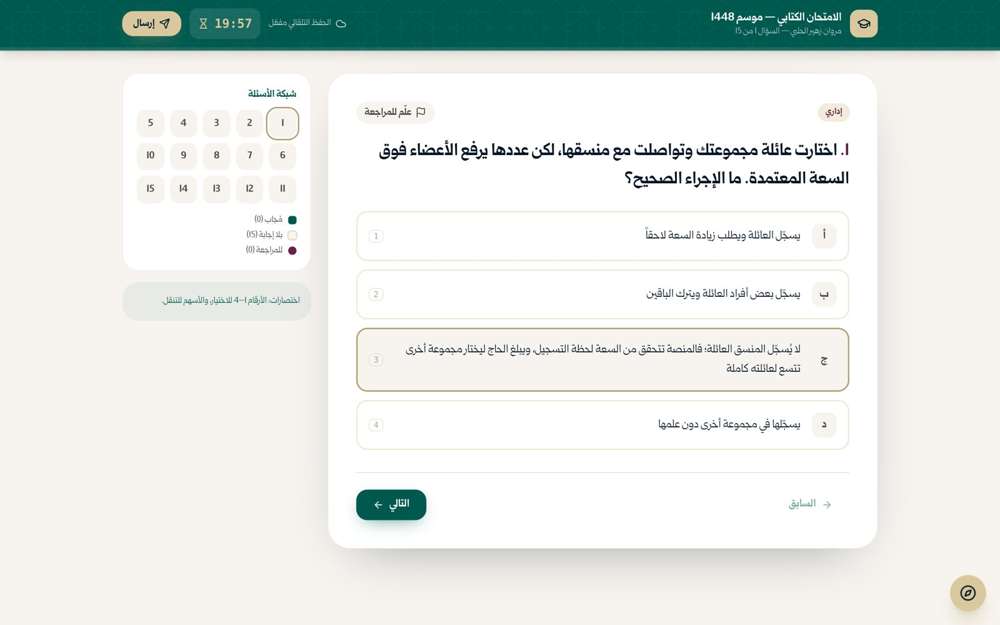 الامتحان الكتابي — موسم 1448
مروان زهير الحلبي — السؤال 1 من 15
الحفظ التلقائي مفعّل
19:57
إرسال
إداري
علّم للمراجعة
1. اختارت عائلة مجموعتك وتواصلت مع منسقها، لكن عددها يرفع الأعضاء فوق
السعة المعتمدة. ما الإجراء الصحيح؟
أ
يسجّل العائلة ويطلب زيادة السعة لاحقاً
1
ب
يسجّل بعض أفراد العائلة ويترك الباقين
2
ج
لا يُسجّل المنسق العائلة؛ فالمنصة تتحقق من السعة لحظة التسجيل، ويبلغ الحاج ليختار مجموعة أخرى
تتسع لعائلته كاملة
3
د
يسجّلها في مجموعة أخرى دون علمها
4
السابق
التالي
شبكة الأسئلة
1 2 3 4 5
6 7 8 9 10
11 12 13 14 15
مُجاب (0)
بلا إجابة (15)
للمراجعة (0)
اختصارات: الأرقام 1–4 للاختيار، والأسهم للتنقل.